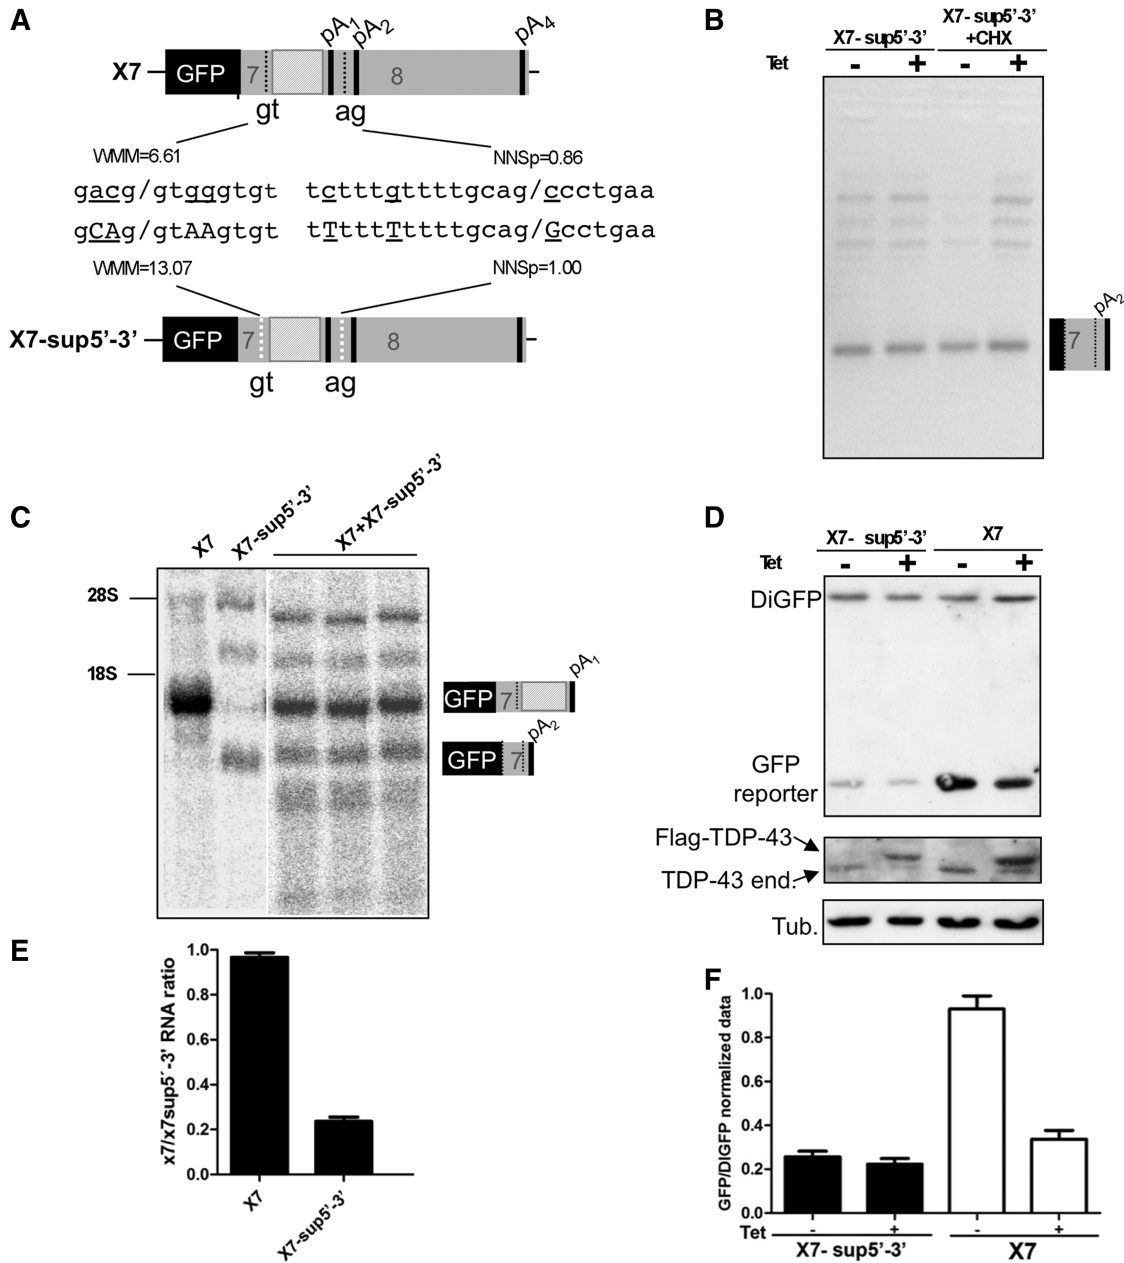 A
pA1 pA2 pA4
X7 GFP 7 8
gt ag
WMM=6.61 NNSp=0.86
gacg/gtgggtgt tctttgttttgcag/ccctgaa
gCAg/gtAAgtgt tTtttTttttgcag/Gcctgaa
WMM=13.07 NNSp=1.00
X7-sup5'-3' GFP 7 8
gt ag
B
X7- sup5'-3' X7- sup5'-3' +CHX
Tet - + - +
pA2
7
C
X7 X7-sup5'-3' X7+X7-sup5'-3'
28S
18S
pA1
GFP 7
pA2
GFP 7
D
X7- sup5'-3' X7
Tet - + - +
DiGFP
GFP reporter
Flag-TDP-43
TDP-43 end.
Tub.
E
x7/x7sup5´-3' RNA ratio
1.0
0.8
0.6
0.4
0.2
0.0
X7 X7-sup5'-3'
F
GFP/DIGFP normalized data
1.0
0.8
0.6
0.4
0.2
0.0
Tet - + - +
X7- sup5'-3' X7